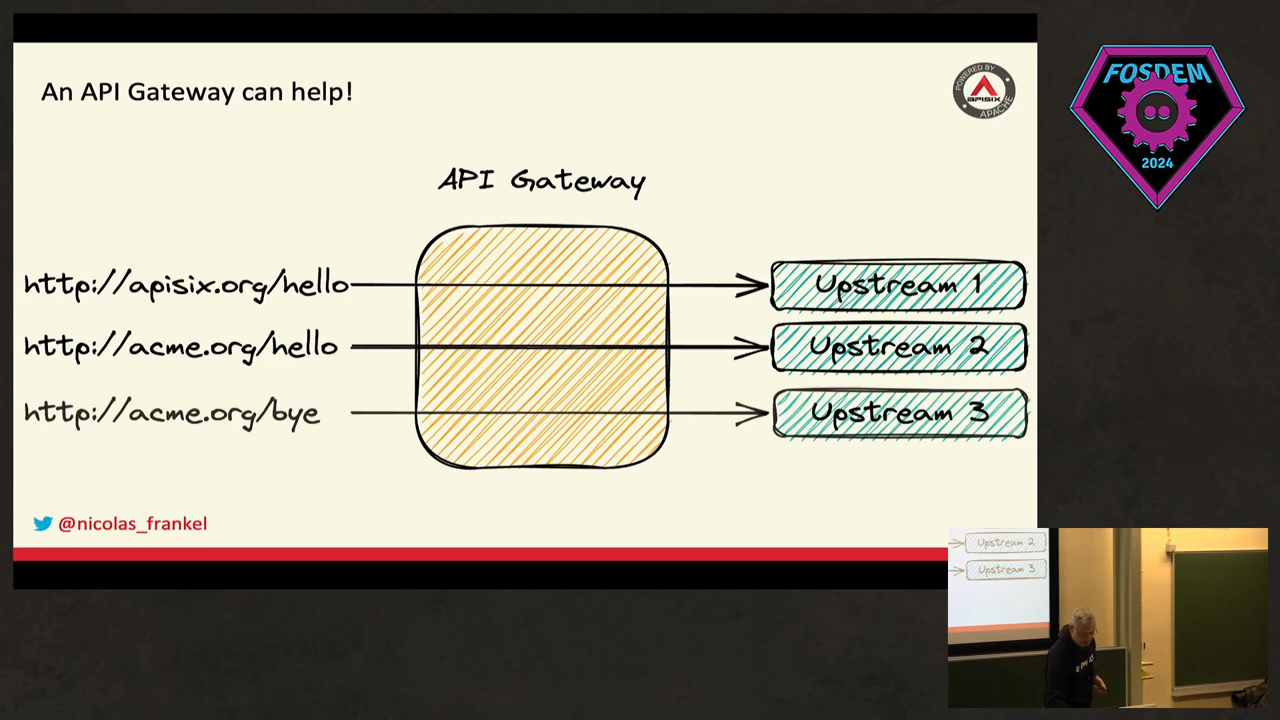 An API Gateway can help!
POWERED BY
APISIX
APACHE
FOSDEM
2024
API Gateway
http://apisix.org/hello
Upstream 1
http://acme.org/hello
Upstream 2
http://acme.org/bye
Upstream 3
@nicolas_frankel
Upstream 2
Upstream 3